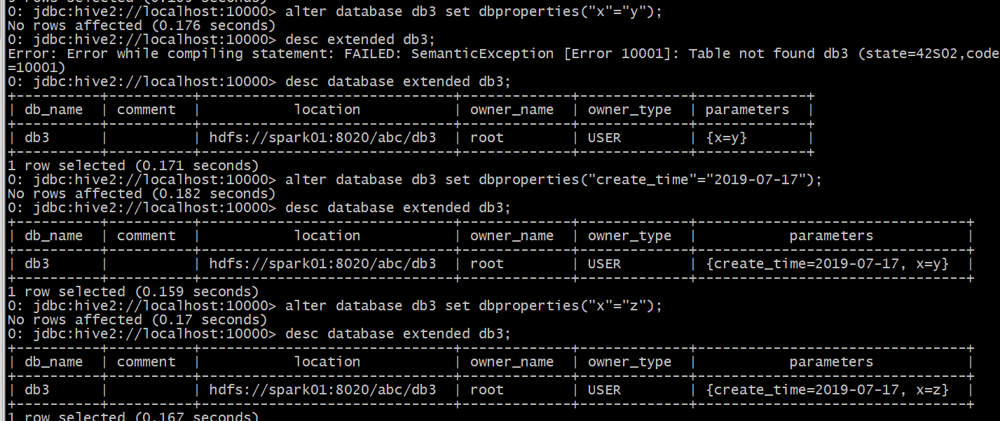 9 rows selected (0.169 seconds)
0: jdbc:hive2://localhost:10000> alter database db3 set dbproperties("x"="y");
No rows affected (0.176 seconds)
0: jdbc:hive2://localhost:10000> desc extended db3;
Error: Error while compiling statement: FAILED: SemanticException [Error 10001]: Table not found db3 (state=42S02,code
=10001)
0: jdbc:hive2://localhost:10000> desc database extended db3;
+----------+----------+------------------------------+-------------+-------------+-------------+
| db_name | comment | location | owner_name | owner_type | parameters |
+----------+----------+------------------------------+-------------+-------------+-------------+
| db3 | | hdfs://spark01:8020/abc/db3 | root | USER | {x=y} |
+----------+----------+------------------------------+-------------+-------------+-------------+
1 row selected (0.171 seconds)
0: jdbc:hive2://localhost:10000> alter database db3 set dbproperties("create_time"="2019-07-17");
No rows affected (0.182 seconds)
0: jdbc:hive2://localhost:10000> desc database extended db3;
+----------+----------+------------------------------+-------------+-------------+--------------------------------+
| db_name | comment | location | owner_name | owner_type | parameters |
+----------+----------+------------------------------+-------------+-------------+--------------------------------+
| db3 | | hdfs://spark01:8020/abc/db3 | root | USER | {create_time=2019-07-17, x=y} |
+----------+----------+------------------------------+-------------+-------------+--------------------------------+
1 row selected (0.159 seconds)
0: jdbc:hive2://localhost:10000> alter database db3 set dbproperties("x"="z");
No rows affected (0.17 seconds)
0: jdbc:hive2://localhost:10000> desc database extended db3;
+----------+----------+------------------------------+-------------+-------------+--------------------------------+
| db_name | comment | location | owner_name | owner_type | parameters |
+----------+----------+------------------------------+-------------+-------------+--------------------------------+
| db3 | | hdfs://spark01:8020/abc/db3 | root | USER | {create_time=2019-07-17, x=z} |
+----------+----------+------------------------------+-------------+-------------+--------------------------------+
1 row selected (0.167 seconds)